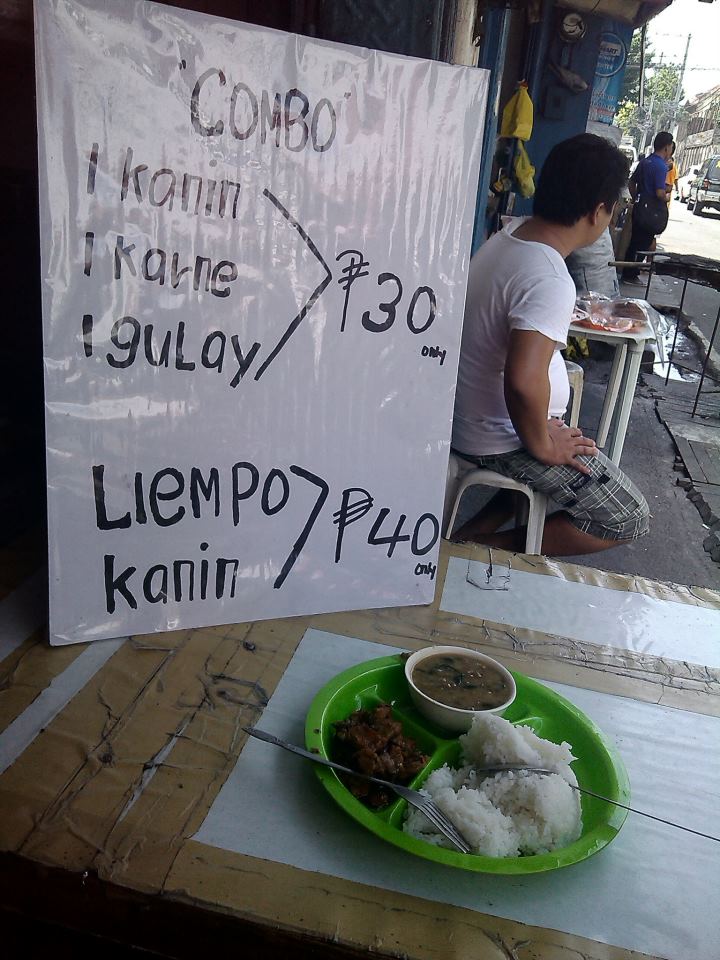 "COMBO"
1 kanin
1 karne
1 gulay
₱30
only
LIEMPO
kanin
₱40
only